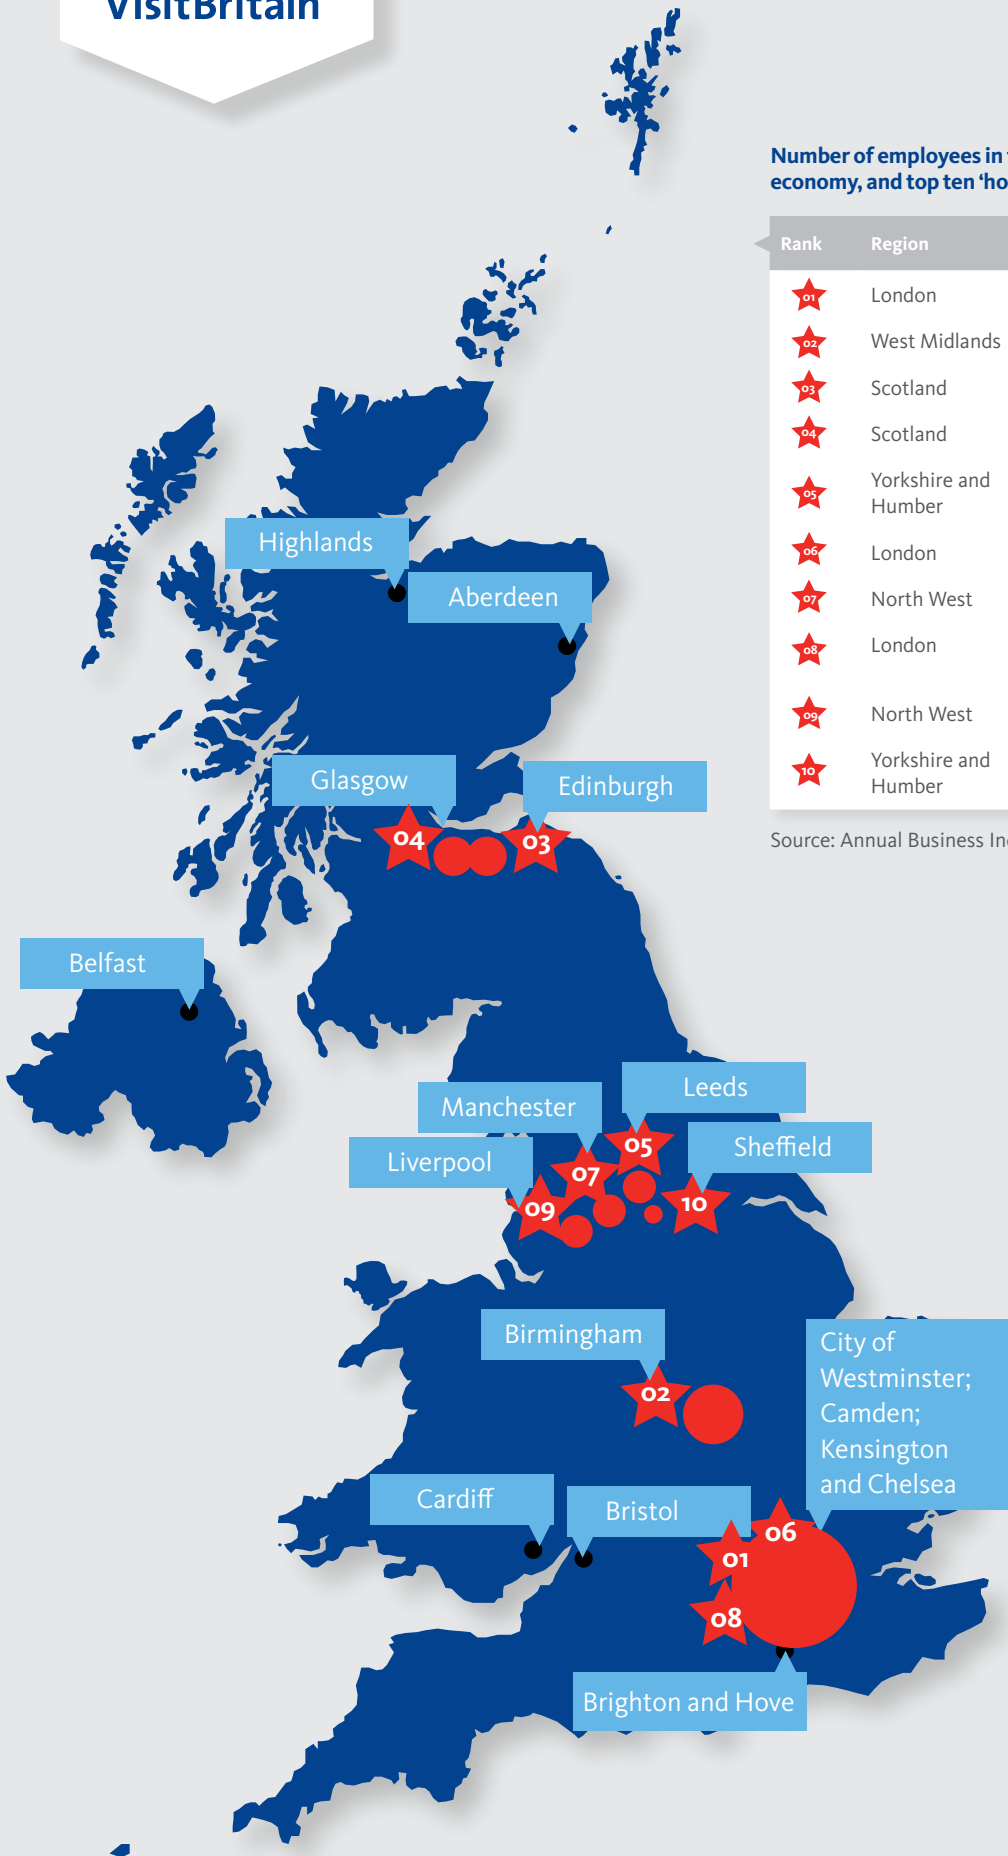 VisitBritain
Number of employees in
economy, and top ten
Rank Region
01 London
02 West Midlands
03 Scotland
04 Scotland
05 Yorkshire and
Humber
06 London
07 North West
08 London
09 North West
10 Yorkshire and
Humber
Source: Annual Business
Highlands
Aberdeen
Glasgow
Edinburgh
04
03
Belfast
Leeds
Manchester
Sheffield
Liverpool
05
07
10
09
Birmingham
02
City of
Westminster;
Camden;
Kensington
and Chelsea
Cardiff
Bristol
06
01
08
Brighton and Hove